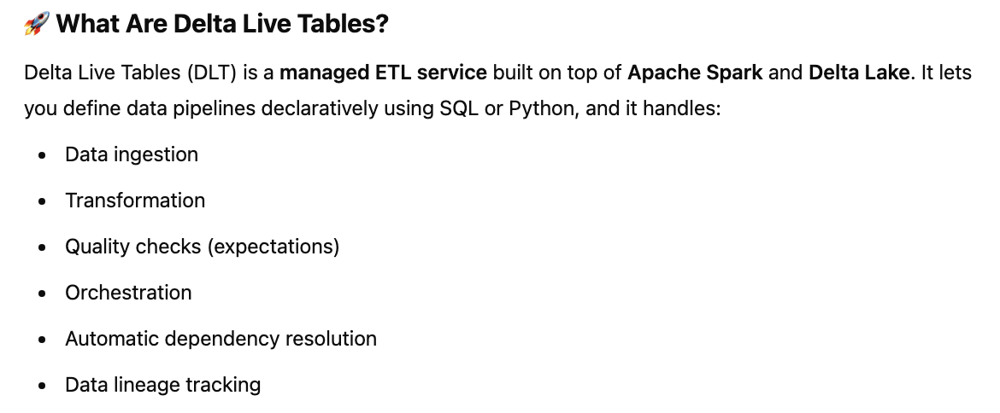 🚀 What Are Delta Live Tables?
Delta Live Tables (DLT) is a managed ETL service built on top of Apache Spark and Delta Lake. It lets
you define data pipelines declaratively using SQL or Python, and it handles:
• Data ingestion
• Transformation
• Quality checks (expectations)
• Orchestration
• Automatic dependency resolution
• Data lineage tracking